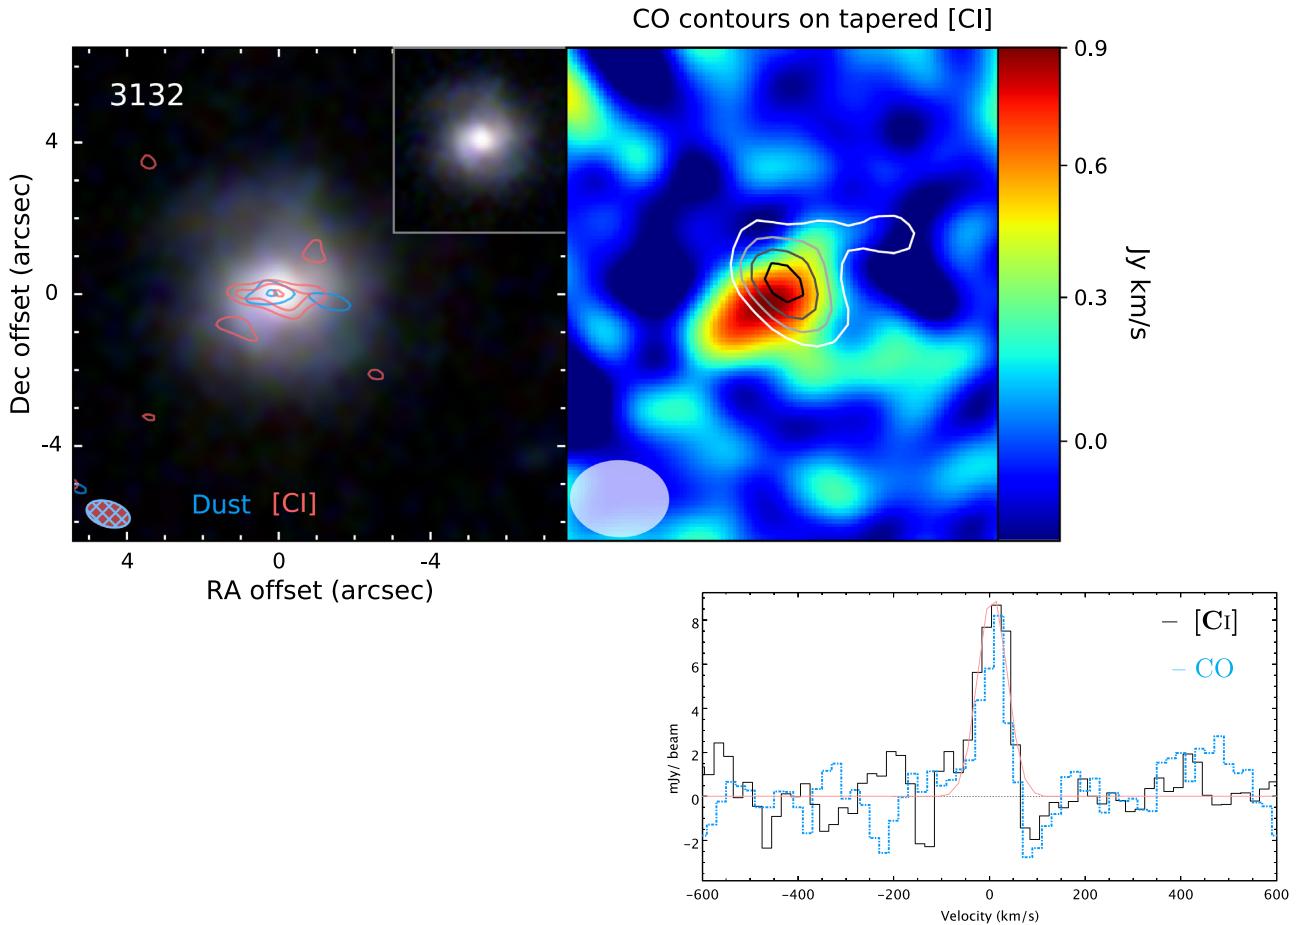 CO contours on tapered [CI]
3132
4
0
-4
Dec offset (arcsec)
Dust [CI]
4 0 -4
RA offset (arcsec)
0.9
0.6
0.3
0.0
Jy km/s
[CI]
CO
8
6
4
2
0
−2
mJy/ beam
−600 −400 −200 0 200 400 600
Velocity (km/s)